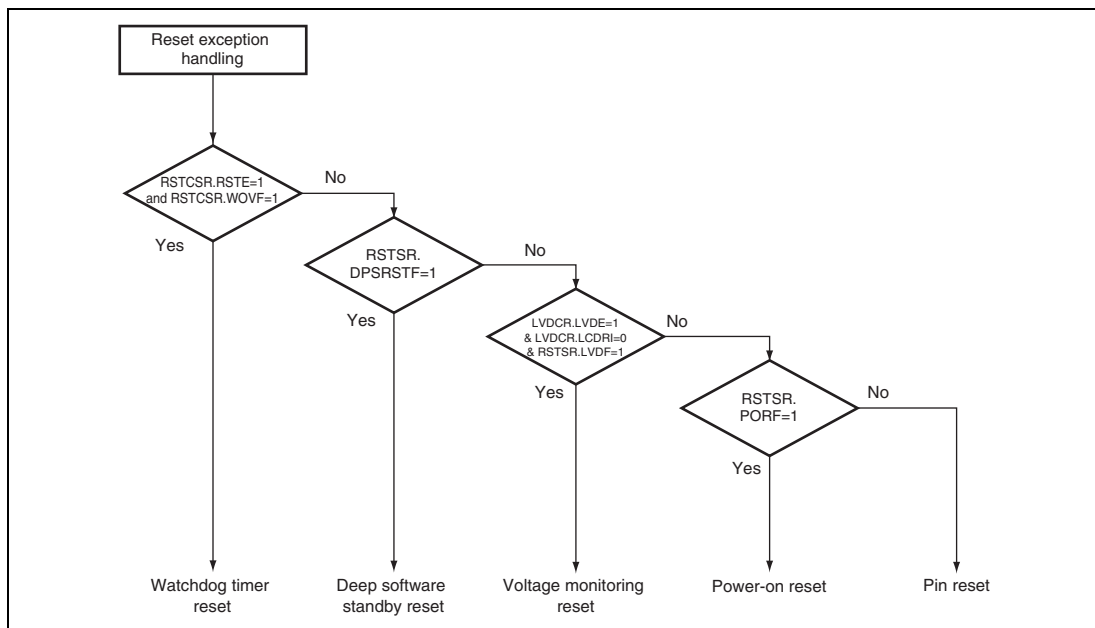 Reset exception
handling
RSTCSR.RSTE=1
and RSTCSR.WOVF=1
No
Yes
RSTSR.
DPSRSTF=1
No
Yes
LVDCR.LVDE=1
& LVDCR.LCDRI=0
& RSTSR.LVDF=1
No
Yes
RSTSR.
PORF=1
No
Yes
Watchdog timer
reset
Deep software
standby reset
Voltage monitoring
reset
Power-on reset
Pin reset